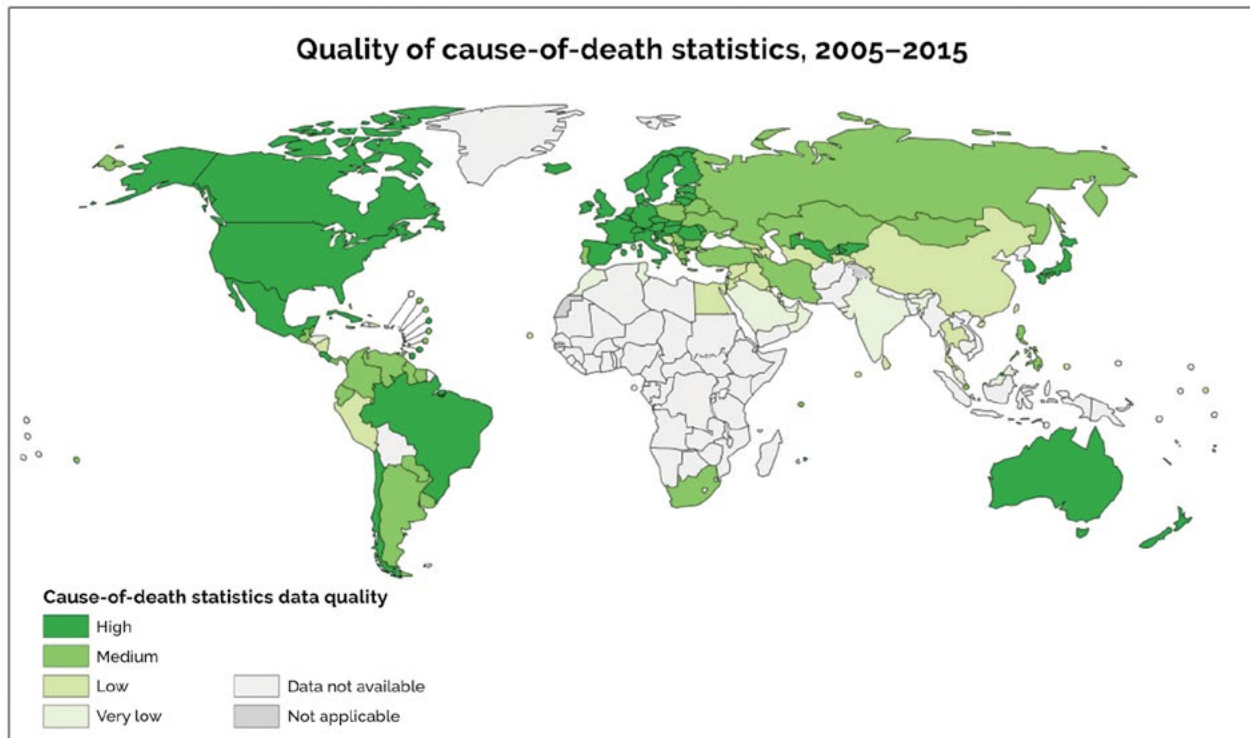 Quality of cause-of-death statistics, 2005–2015
Cause-of-death statistics data quality
High
Medium
Low
Very low
Data not available
Not applicable